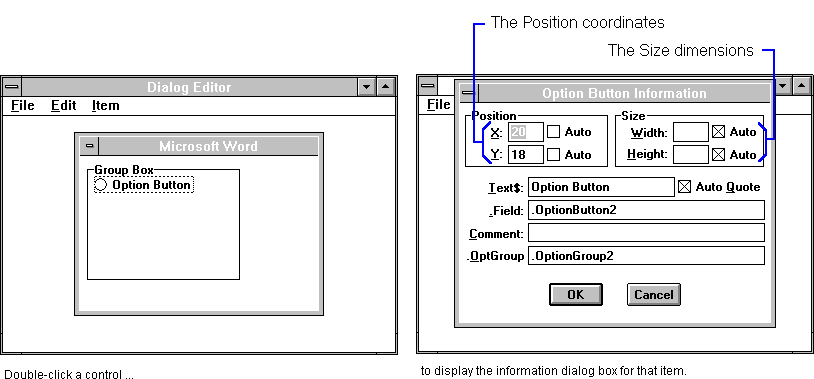 The Position coordinates
The Size dimensions
Dialog Editor
File Edit Item
Microsoft Word
Group Box
Option Button
Double-click a control ...
Option Button Information
File
Position
X: 20 Auto
Y: 18 Auto
Size
Width: Auto
Height: Auto
Text$: Option Button Auto Quote
.Field: .OptionButton2
Comment:
.OptGroup .OptionGroup2
OK Cancel
to display the information dialog box for that item.